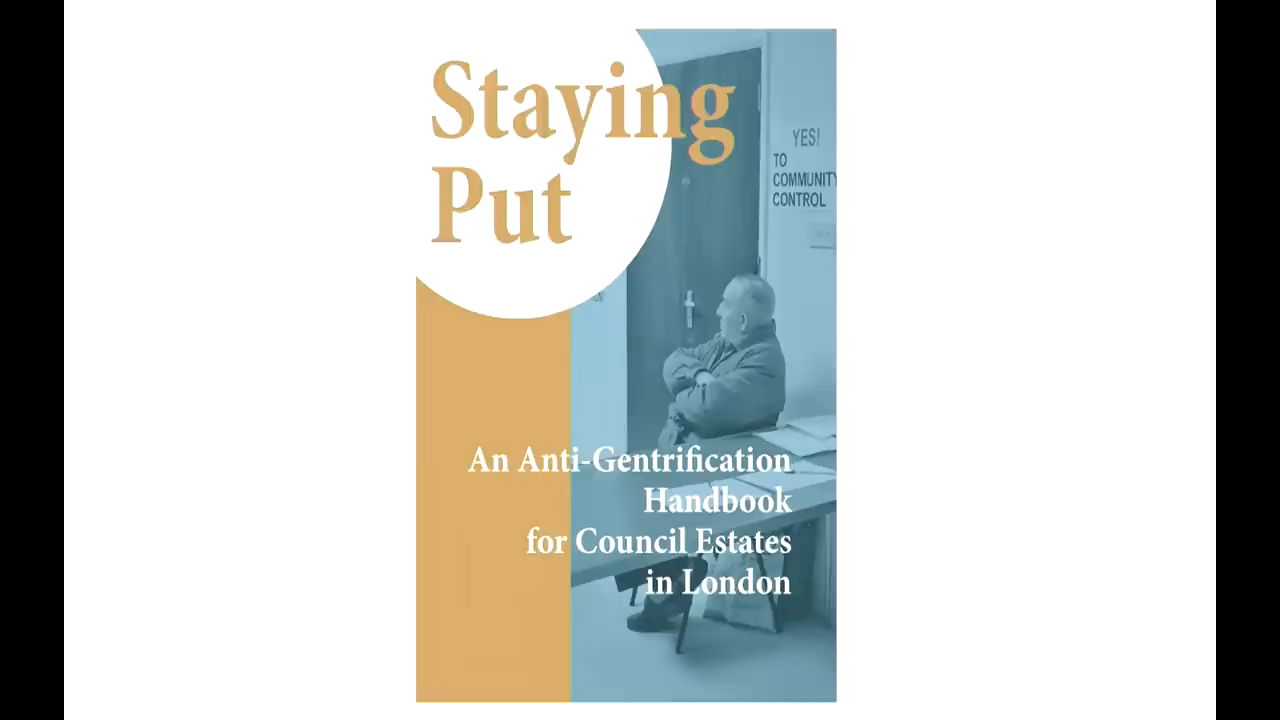 Staying
Put
YES!
TO
COMMUNITY
CONTROL
An Anti-Gentrification
Handbook
for Council Estates
in London